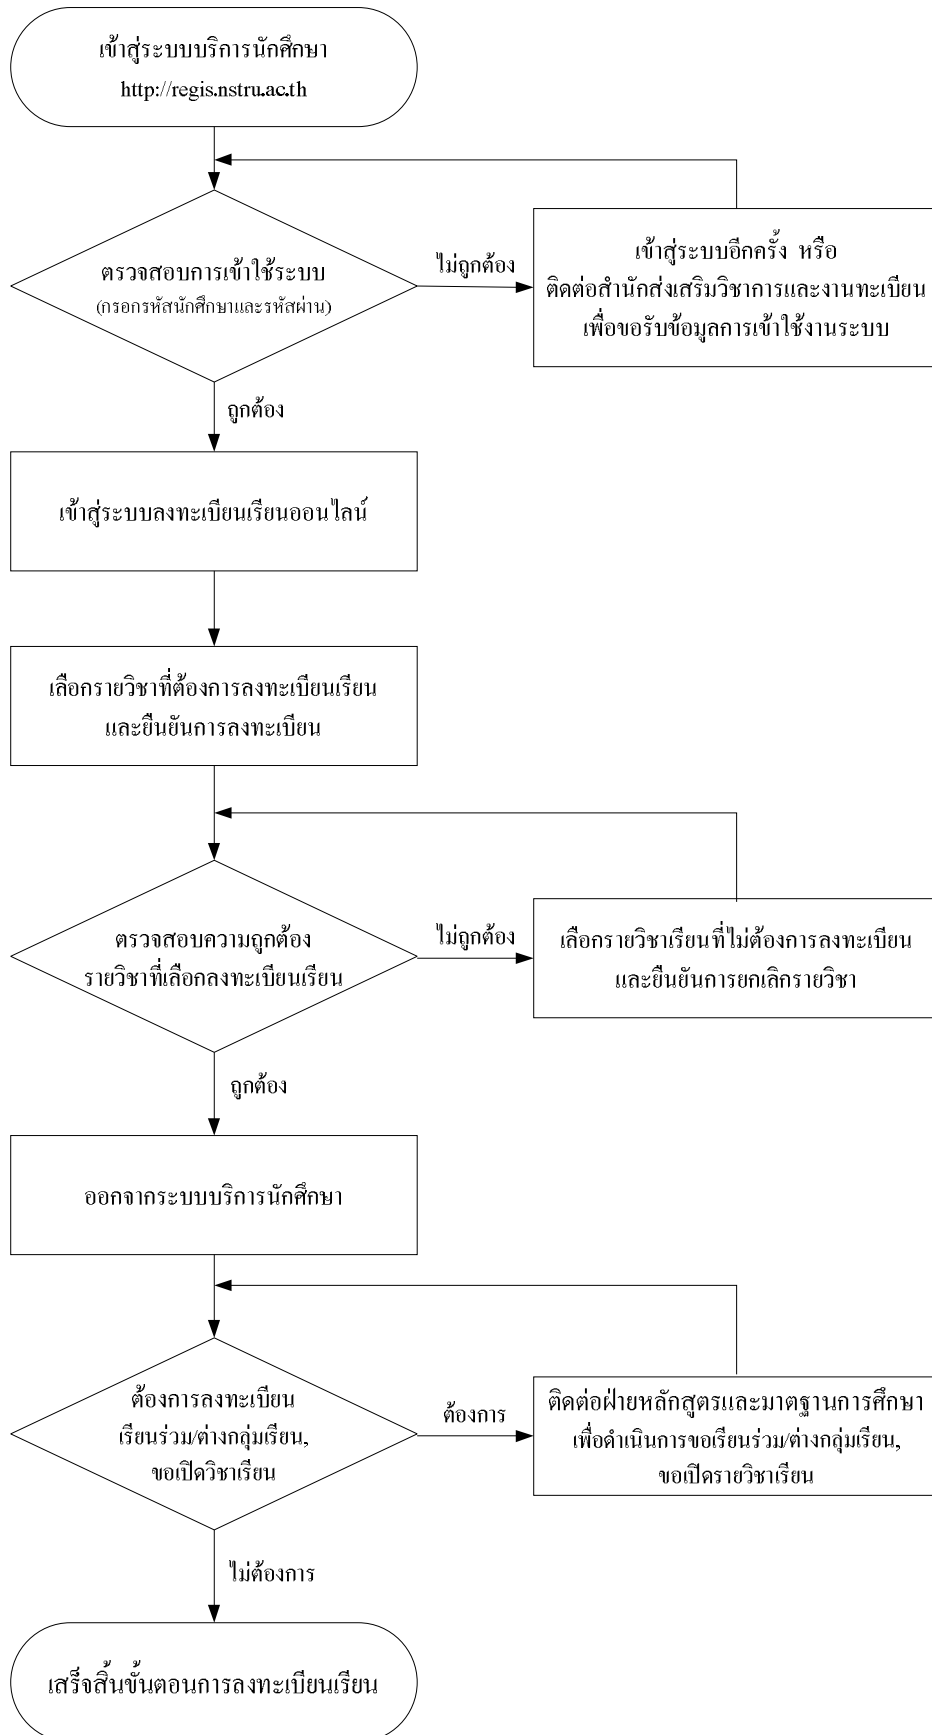 เข้าสู่ระบบบริการนักศึกษา
http://regis.nstru.ac.th
ตรวจสอบการเข้าใช้ระบบ
(กรอกรหัสนักศึกษาและรหัสผ่าน)
ไม่ถูกต้อง
เข้าสู่ระบบอีกครั้ง หรือ
ติดต่อสำนักส่งเสริมวิชาการและงานทะเบียน
เพื่อขอรับข้อมูลการเข้าใช้งานระบบ
ถูกต้อง
เข้าสู่ระบบลงทะเบียนเรียนออนไลน์
เลือกรายวิชาที่ต้องการลงทะเบียนเรียน
และยืนยันการลงทะเบียน
ตรวจสอบความถูกต้อง
รายวิชาที่เลือกลงทะเบียนเรียน
ไม่ถูกต้อง
เลือกรายวิชาเรียนที่ไม่ต้องการลงทะเบียน
และยืนยันการยกเลิกรายวิชา
ถูกต้อง
ออกจากระบบบริการนักศึกษา
ต้องการลงทะเบียน
เรียนร่วม/ต่างกลุ่มเรียน,
ขอเปิดวิชาเรียน
ต้องการ
ติดต่อฝ่ายหลักสูตรและมาตฐานการศึกษา
เพื่อดำเนินการขอเรียนร่วม/ต่างกลุ่มเรียน,
ขอเปิดรายวิชาเรียน
ไม่ต้องการ
เสร็จสิ้นขั้นตอนการลงทะเบียนเรียน